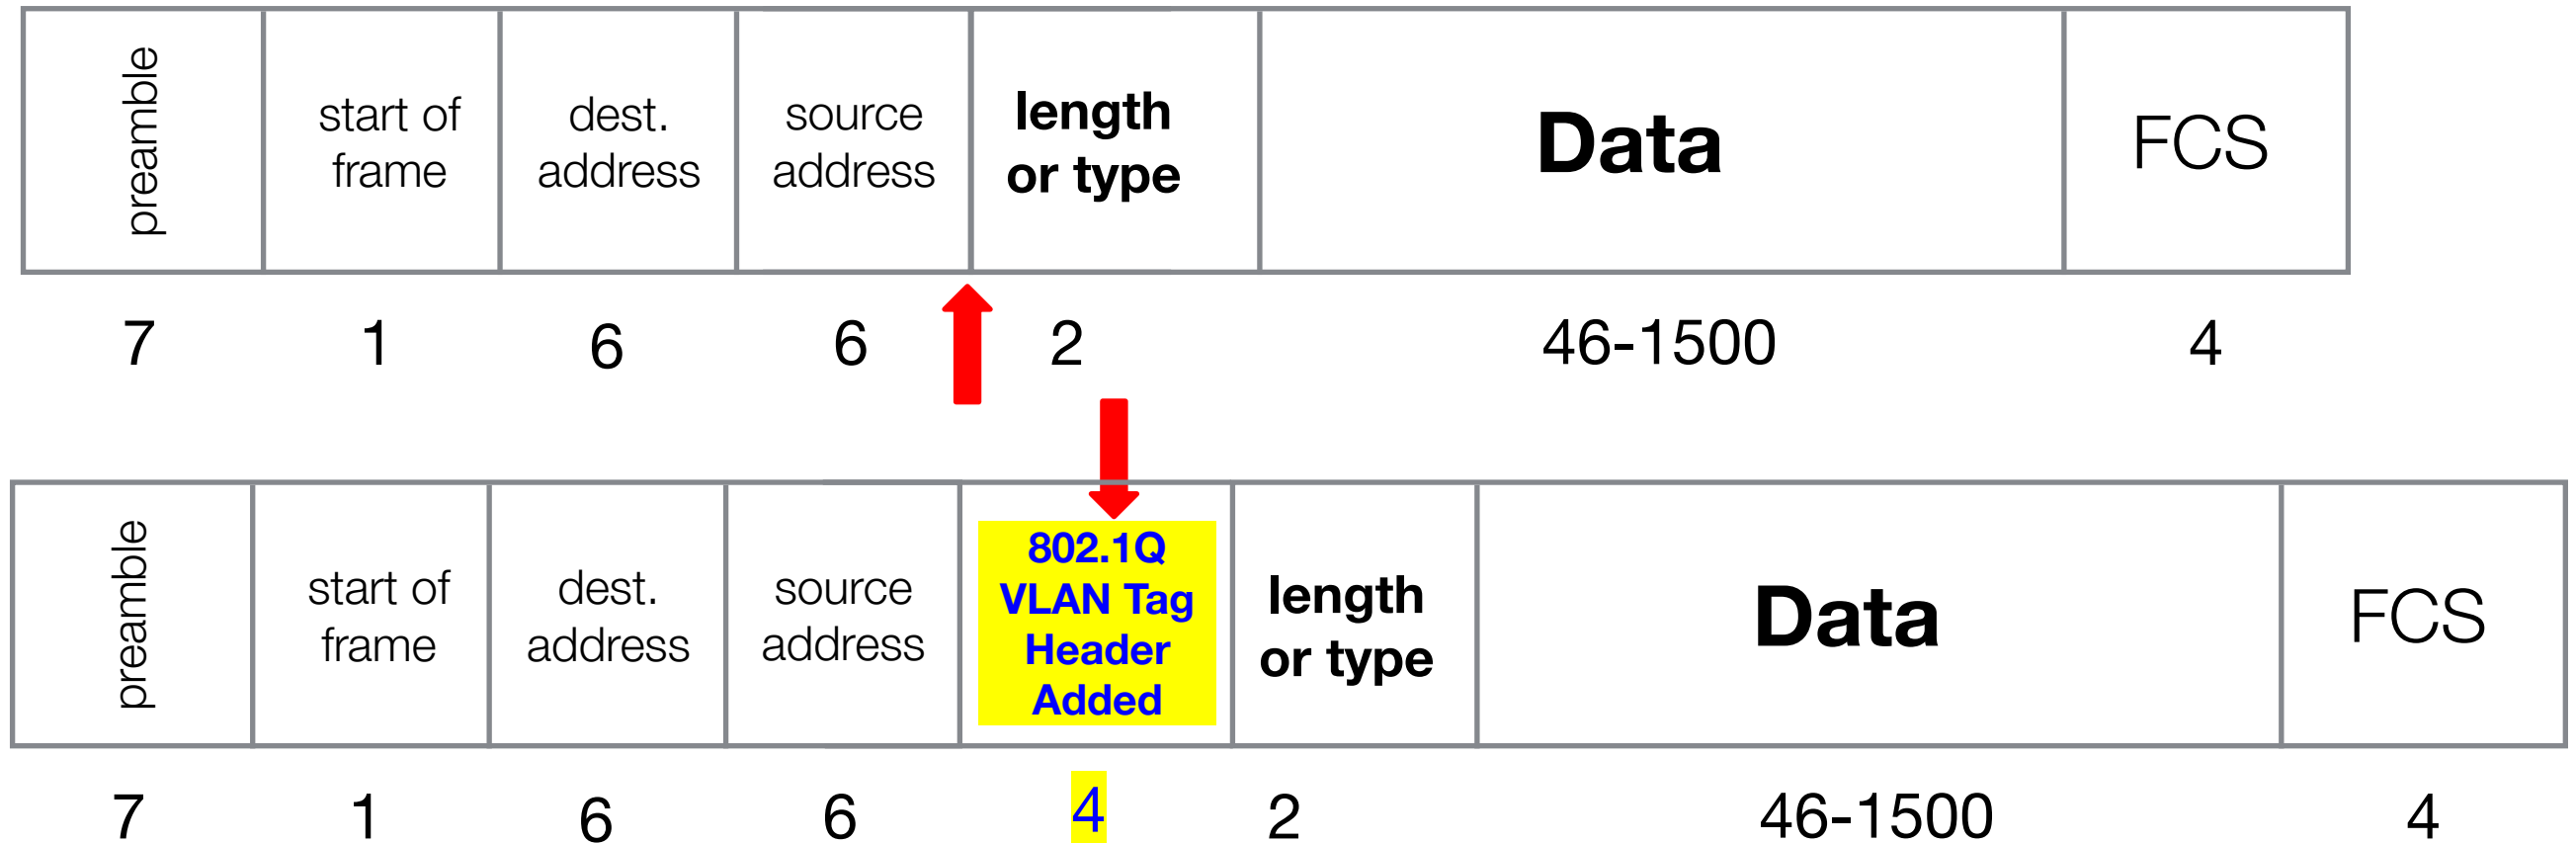 preamble
start of
frame
dest.
address
source
address
length
or type
Data
FCS
7
1
6
6
2
46-1500
4
preamble
start of
frame
dest.
address
source
address
802.1Q
VLAN Tag
Header
Added
length
or type
Data
FCS
7
1
6
6
4
2
46-1500
4